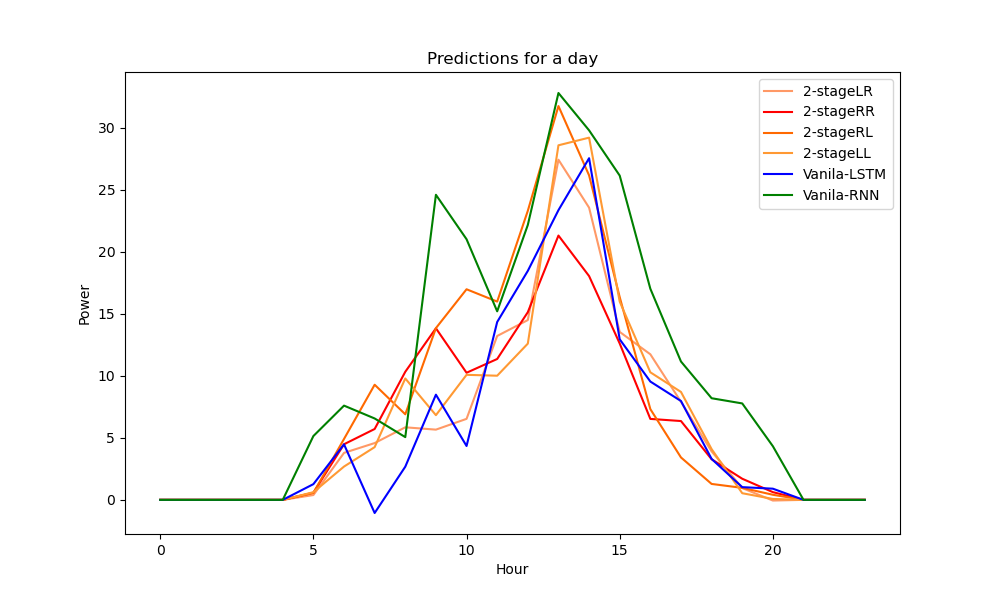 Predictions for a day
2-stageLR
2-stageRR
2-stageRL
2-stageLL
Vanila-LSTM
Vanila-RNN
Power
30
25
20
15
10
5
0
0 5 10 15 20
Hour